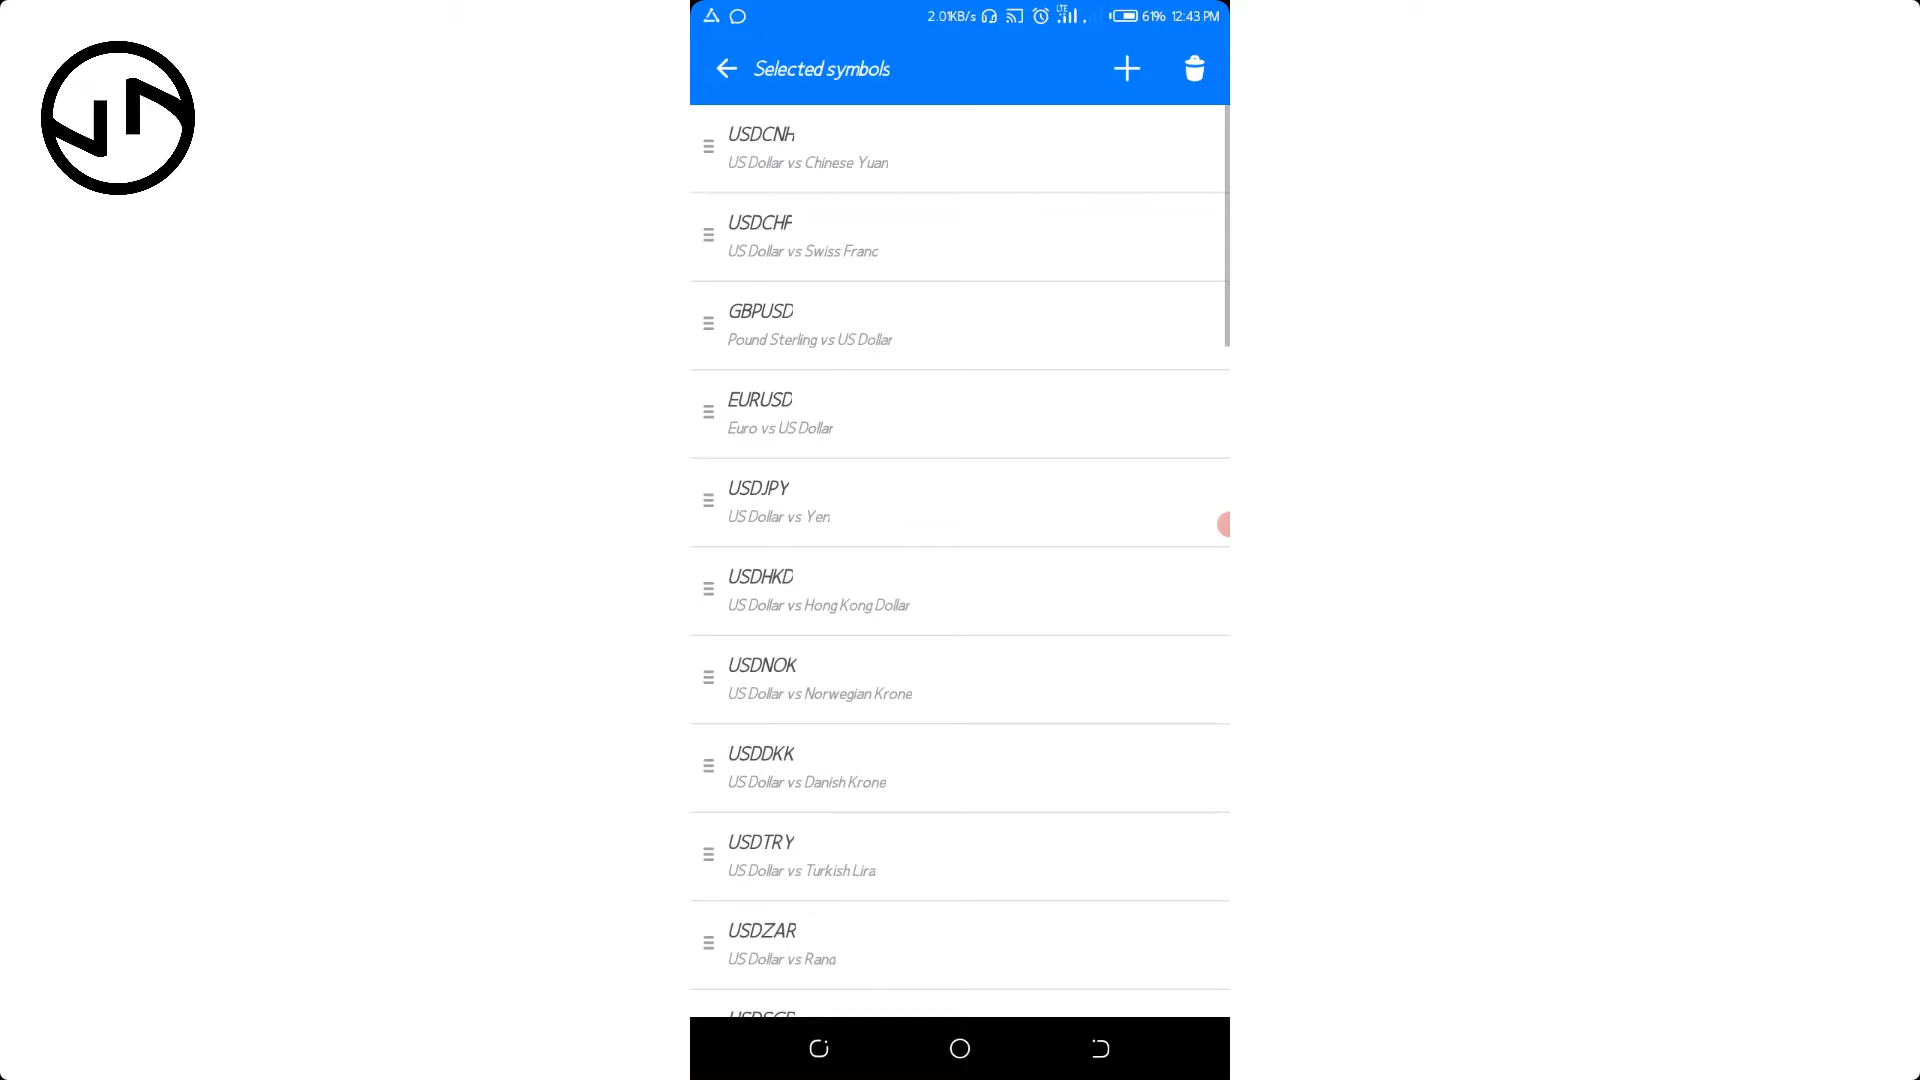 2.01KB/s LTE 61% 12:43 PM
Selected symbols
USDCNH
US Dollar vs Chinese Yuan
USDCHF
US Dollar vs Swiss Franc
GBPUSD
Pound Sterling vs US Dollar
EURUSD
Euro vs US Dollar
USDJPY
US Dollar vs Yen
USDHKD
US Dollar vs Hong Kong Dollar
USDNOK
US Dollar vs Norwegian Krone
USDDKK
US Dollar vs Danish Krone
USDTRY
US Dollar vs Turkish Lira
USDZAR
US Dollar vs Rand